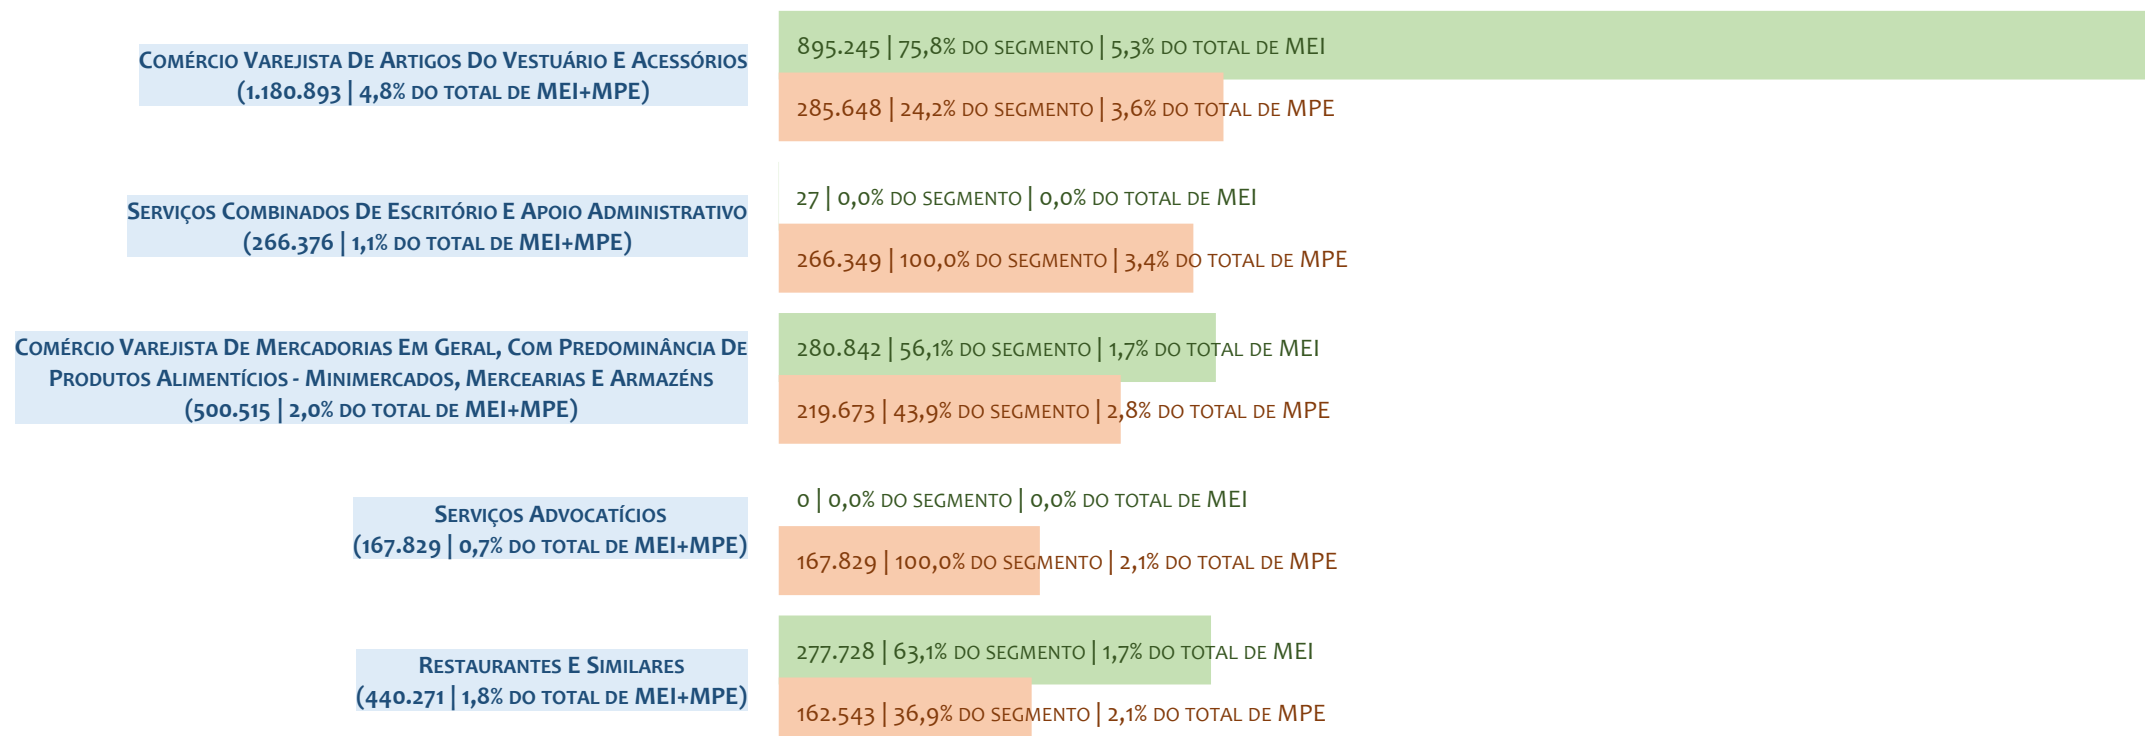 Comércio Varejista De Artigos Do Vestuário E Acessórios
(1.180.893 | 4,8% do total de MEI+MPE)
895.245 | 75,8% do segmento | 5,3% do total de MEI
285.648 | 24,2% do segmento | 3,6% do total de MPE
Serviços Combinados De Escritório E Apoio Administrativo
(266.376 | 1,1% do total de MEI+MPE)
27 | 0,0% do segmento | 0,0% do total de MEI
266.349 | 100,0% do segmento | 3,4% do total de MPE
Comércio Varejista De Mercadorias Em Geral, Com Predominância De
Produtos Alimentícios - Minimercados, Mercearias E Armazéns
(500.515 | 2,0% do total de MEI+MPE)
280.842 | 56,1% do segmento | 1,7% do total de MEI
219.673 | 43,9% do segmento | 2,8% do total de MPE
Serviços Advocatícios
(167.829 | 0,7% do total de MEI+MPE)
0 | 0,0% do segmento | 0,0% do total de MEI
167.829 | 100,0% do segmento | 2,1% do total de MPE
Restaurantes E Similares
(440.271 | 1,8% do total de MEI+MPE)
277.728 | 63,1% do segmento | 1,7% do total de MEI
162.543 | 36,9% do segmento | 2,1% do total de MPE